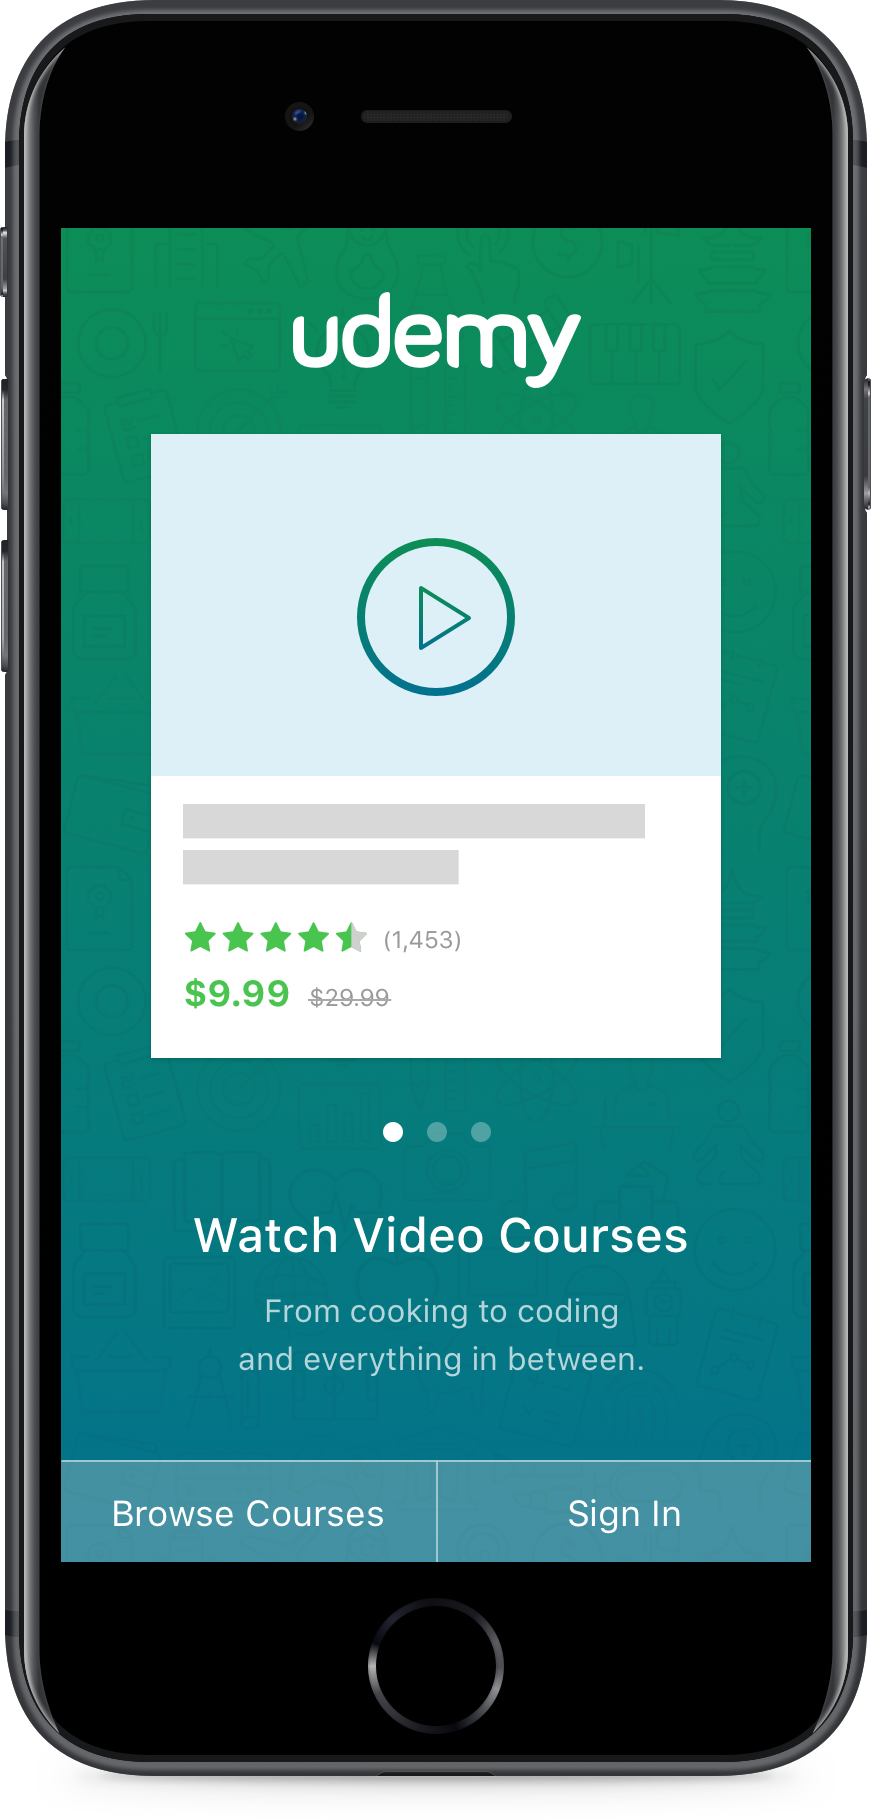 udemy
(1,453)
$9.99 $29.99
Watch Video Courses
From cooking to coding
and everything in between.
Browse Courses Sign In